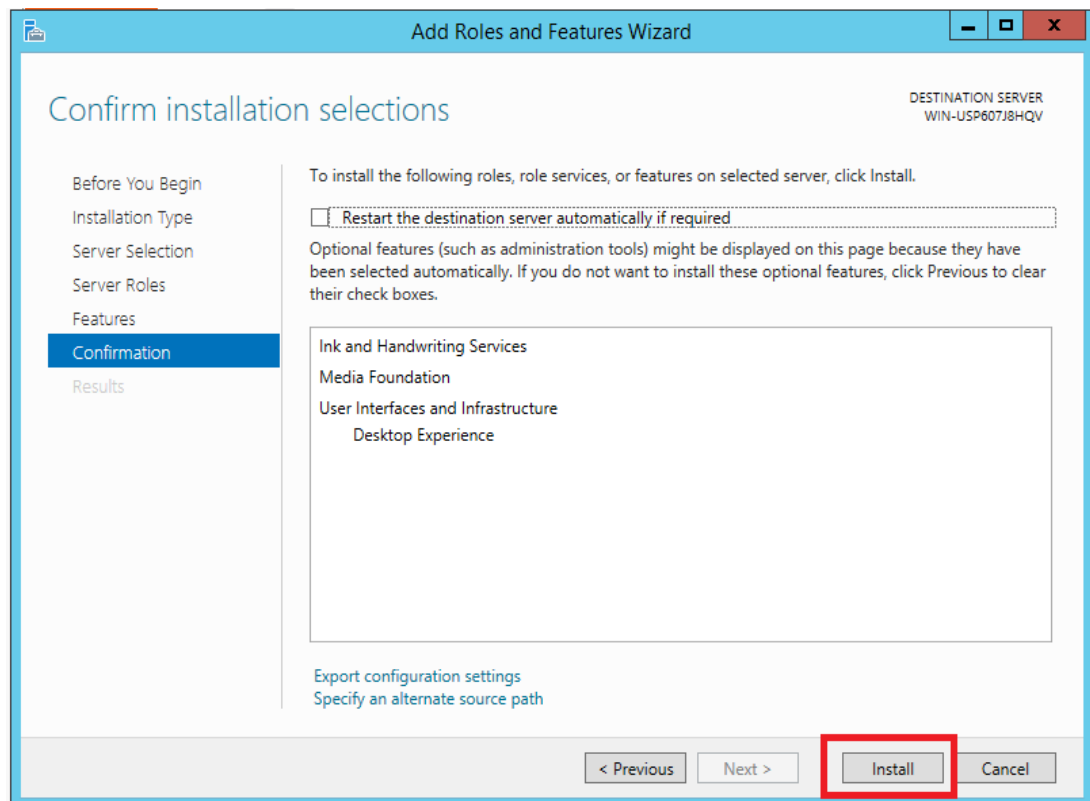 Add Roles and Features Wizard
Confirm installation selections
DESTINATION SERVER
WIN-USP607J8HQV
Before You Begin
Installation Type
Server Selection
Server Roles
Features
Confirmation
Results
To install the following roles, role services, or features on selected server, click Install.
Restart the destination server automatically if required
Optional features (such as administration tools) might be displayed on this page because they have
been selected automatically. If you do not want to install these optional features, click Previous to clear
their check boxes.
Ink and Handwriting Services
Media Foundation
User Interfaces and Infrastructure
Desktop Experience
Export configuration settings
Specify an alternate source path
< Previous
Next >
Install
Cancel